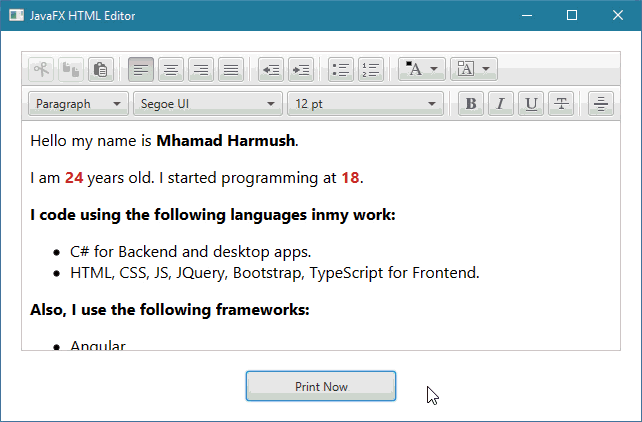 JavaFX HTML Editor
Paragraph Segoe UI 12 pt B I U T
Hello my name is Mhamad Harmush.
I am 24 years old. I started programming at 18.
I code using the following languages inmy work:
• C# for Backend and desktop apps.
• HTML, CSS, JS, JQuery, Bootstrap, TypeScript for Frontend.
Also, I use the following frameworks:
• Angular
Print Now